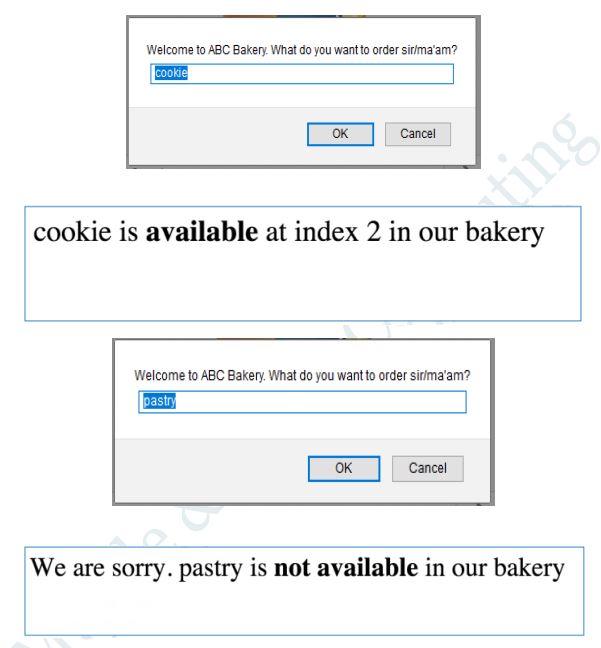 Welcome to ABC Bakery. What do you want to order sir/ma'am?
cookie
OK Cancel
cookie is available at index 2 in our bakery
Welcome to ABC Bakery. What do you want to order sir/ma'am?
pastry
OK Cancel
We are sorry. pastry is not available in our bakery